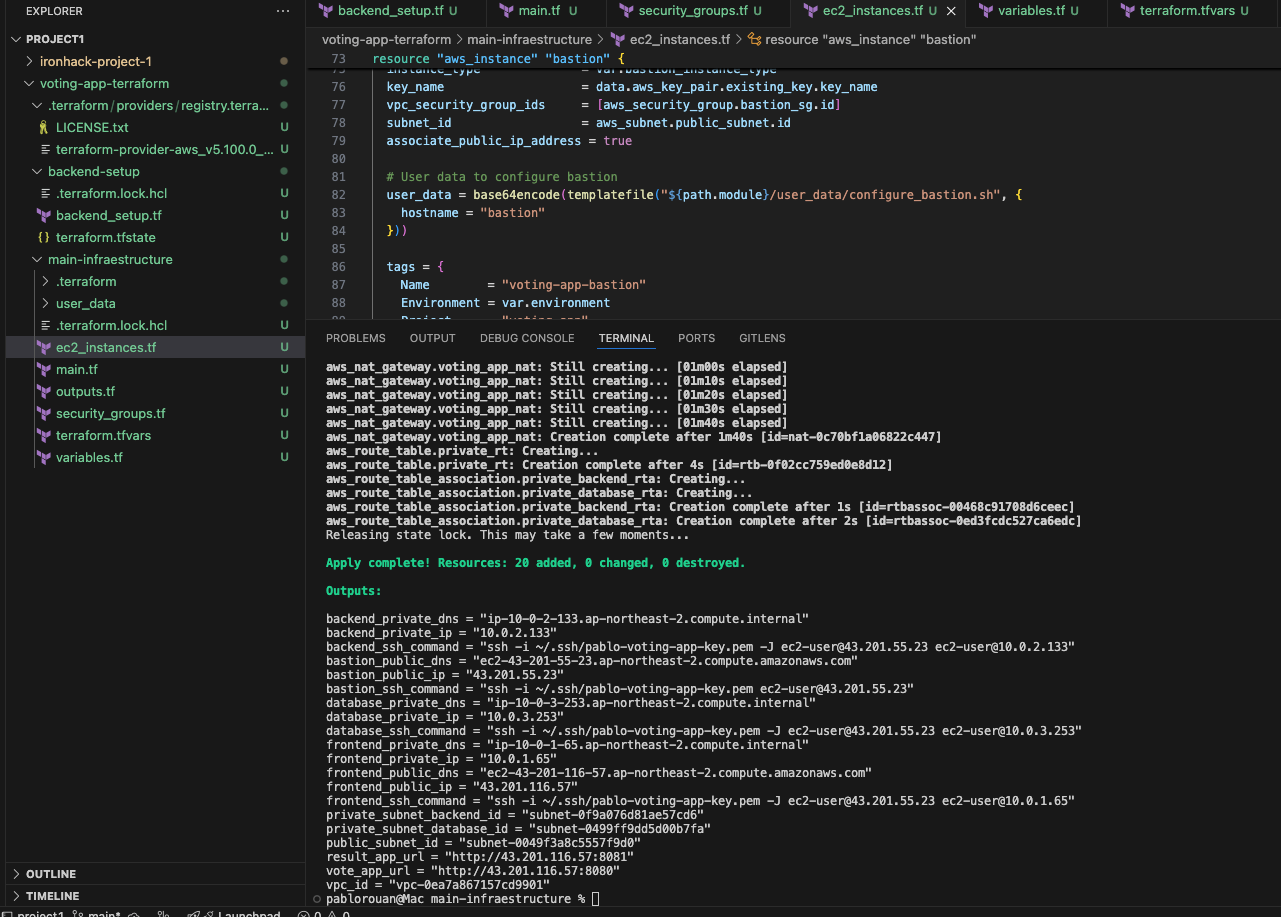 EXPLORER ···
backend_setup.tf U main.tf U security_groups.tf U ec2_instances.tf U variables.tf U terraform.tfvars U
PROJECT1
ironhack-project-1
voting-app-terraform
.terraform/providers/registry.terra...
LICENSE.txt U
terraform-provider-aws_v5.100.0_... U
backend-setup
.terraform.lock.hcl U
backend_setup.tf U
terraform.tfstate U
main-infraestructure
.terraform
user_data
.terraform.lock.hcl U
ec2_instances.tf U
main.tf U
outputs.tf U
security_groups.tf U
terraform.tfvars U
variables.tf U
OUTLINE
TIMELINE
voting-app-terraform > main-infraestructure > ec2_instances.tf > resource "aws_instance" "bastion"
73 resource "aws_instance" "bastion" {
75 instance_type = var.bastion_instance_type
76 key_name = data.aws_key_pair.existing_key.key_name
77 vpc_security_group_ids = [aws_security_group.bastion_sg.id]
78 subnet_id = aws_subnet.public_subnet.id
79 associate_public_ip_address = true
80
81 # User data to configure bastion
82 user_data = base64encode(templatefile("${path.module}/user_data/configure_bastion.sh", {
83 hostname = "bastion"
84 }))
85
86 tags = {
87 Name = "voting-app-bastion"
88 Environment = var.environment
89 Project = "voting-app"
PROBLEMS OUTPUT DEBUG CONSOLE TERMINAL PORTS GITLENS
aws_nat_gateway.voting_app_nat: Still creating... [01m00s elapsed]
aws_nat_gateway.voting_app_nat: Still creating... [01m10s elapsed]
aws_nat_gateway.voting_app_nat: Still creating... [01m20s elapsed]
aws_nat_gateway.voting_app_nat: Still creating... [01m30s elapsed]
aws_nat_gateway.voting_app_nat: Still creating... [01m40s elapsed]
aws_nat_gateway.voting_app_nat: Creation complete after 1m40s [id=nat-0c70bf1a06822c447]
aws_route_table.private_rt: Creating...
aws_route_table.private_rt: Creation complete after 4s [id=rtb-0f02cc759ed0e8d12]
aws_route_table_association.private_backend_rta: Creating...
aws_route_table_association.private_database_rta: Creating...
aws_route_table_association.private_backend_rta: Creation complete after 1s [id=rtbassoc-00468c91708d6ceec]
aws_route_table_association.private_database_rta: Creation complete after 2s [id=rtbassoc-0ed3fcdc527ca6edc]
Releasing state lock. This may take a few moments...
Apply complete! Resources: 20 added, 0 changed, 0 destroyed.
Outputs:
backend_private_dns = "ip-10-0-2-133.ap-northeast-2.compute.internal"
backend_private_ip = "10.0.2.133"
backend_ssh_command = "ssh -i ~/.ssh/pablo-voting-app-key.pem -J ec2-user@43.201.55.23 ec2-user@10.0.2.133"
bastion_public_dns = "ec2-43-201-55-23.ap-northeast-2.compute.amazonaws.com"
bastion_public_ip = "43.201.55.23"
bastion_ssh_command = "ssh -i ~/.ssh/pablo-voting-app-key.pem ec2-user@43.201.55.23"
database_private_dns = "ip-10-0-3-253.ap-northeast-2.compute.internal"
database_private_ip = "10.0.3.253"
database_ssh_command = "ssh -i ~/.ssh/pablo-voting-app-key.pem -J ec2-user@43.201.55.23 ec2-user@10.0.3.253"
frontend_private_dns = "ip-10-0-1-65.ap-northeast-2.compute.internal"
frontend_private_ip = "10.0.1.65"
frontend_public_dns = "ec2-43-201-116-57.ap-northeast-2.compute.amazonaws.com"
frontend_public_ip = "43.201.116.57"
frontend_ssh_command = "ssh -i ~/.ssh/pablo-voting-app-key.pem -J ec2-user@43.201.55.23 ec2-user@10.0.1.65"
private_subnet_backend_id = "subnet-0f9a076d81ae57cd6"
private_subnet_database_id = "subnet-0499ff9dd5d00b7fa"
public_subnet_id = "subnet-0049f3a8c5557f9d0"
result_app_url = "http://43.201.116.57:8081"
vote_app_url = "http://43.201.116.57:8080"
vpc_id = "vpc-0ea7a867157cd9901"
pablorouan@Mac main-infraestructure %
project1 main* Launchpad 0 0